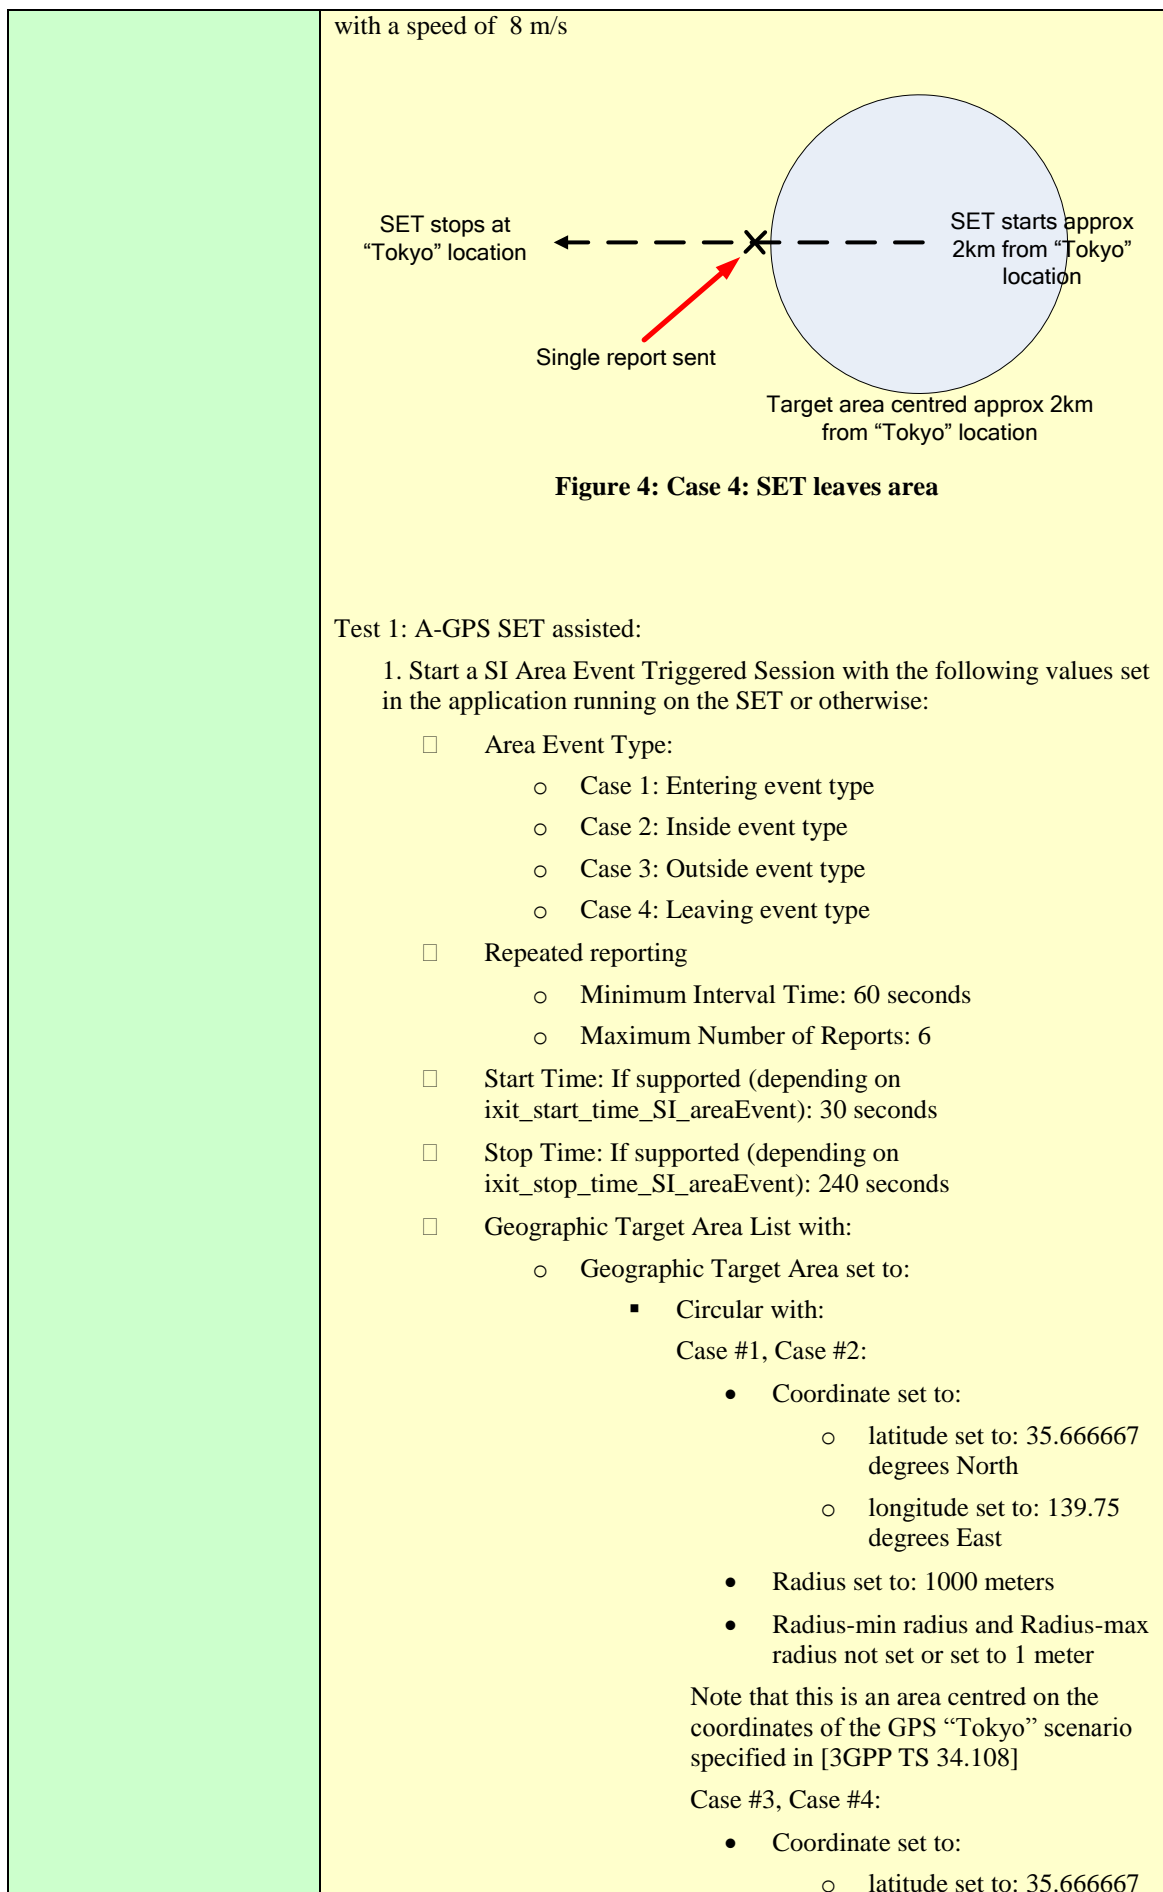 with a speed of  8 m/s
SET stops at
“Tokyo” location
SET starts approx
2km from “Tokyo”
location
Single report sent
Target area centred approx 2km
from “Tokyo” location
Figure 4: Case 4: SET leaves area
Test 1: A-GPS SET assisted:
1. Start a SI Area Event Triggered Session with the following values set
in the application running on the SET or otherwise:
□ Area Event Type:
o Case 1: Entering event type
o Case 2: Inside event type
o Case 3: Outside event type
o Case 4: Leaving event type
□ Repeated reporting
o Minimum Interval Time: 60 seconds
o Maximum Number of Reports: 6
□ Start Time: If supported (depending on
ixit_start_time_SI_areaEvent): 30 seconds
□ Stop Time: If supported (depending on
ixit_stop_time_SI_areaEvent): 240 seconds
□ Geographic Target Area List with:
o Geographic Target Area set to:
▪ Circular with:
Case #1, Case #2:
• Coordinate set to:
o latitude set to: 35.666667
degrees North
o longitude set to: 139.75
degrees East
• Radius set to: 1000 meters
• Radius-min radius and Radius-max
radius not set or set to 1 meter
Note that this is an area centred on the
coordinates of the GPS “Tokyo” scenario
specified in [3GPP TS 34.108]
Case #3, Case #4:
• Coordinate set to:
o latitude set to: 35.666667